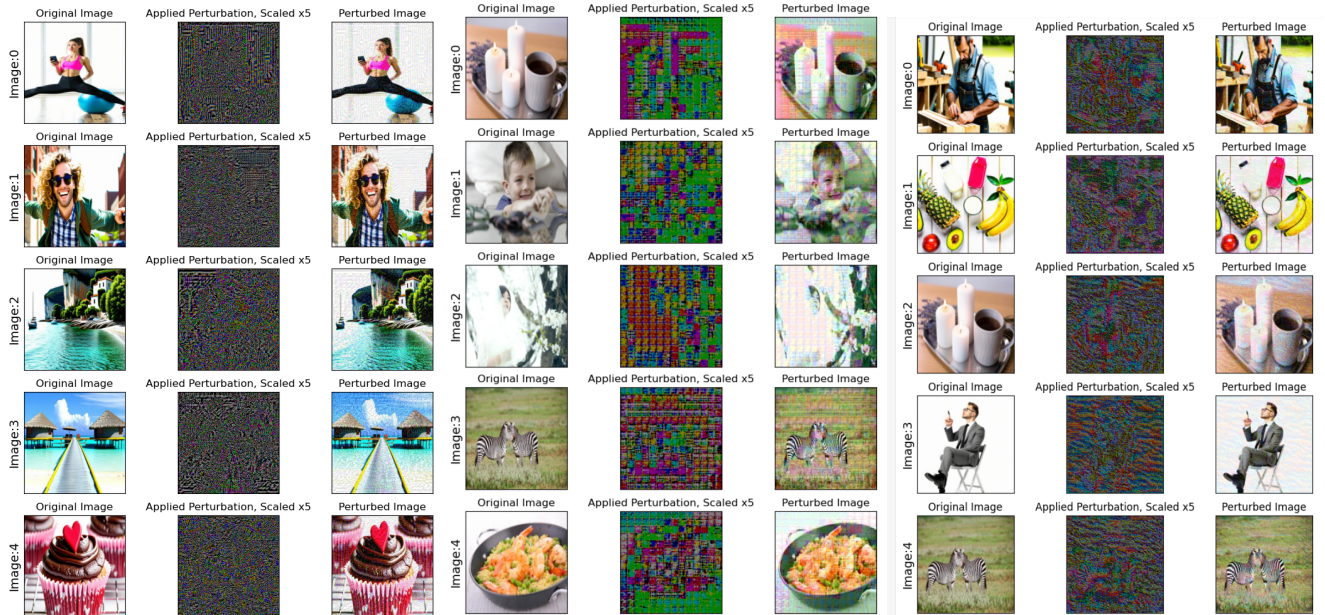 Original Image
Applied Perturbation, Scaled x5
Perturbed Image
Image:0
Original Image
Applied Perturbation, Scaled x5
Perturbed Image
Image:1
Original Image
Applied Perturbation, Scaled x5
Perturbed Image
Image:2
Original Image
Applied Perturbation, Scaled x5
Perturbed Image
Image:3
Original Image
Applied Perturbation, Scaled x5
Perturbed Image
Image:4
Original Image
Applied Perturbation, Scaled x5
Perturbed Image
Image:0
Original Image
Applied Perturbation, Scaled x5
Perturbed Image
Image:1
Original Image
Applied Perturbation, Scaled x5
Perturbed Image
Image:2
Original Image
Applied Perturbation, Scaled x5
Perturbed Image
Image:3
Original Image
Applied Perturbation, Scaled x5
Perturbed Image
Image:4
Original Image
Applied Perturbation, Scaled x5
Perturbed Image
Image:0
Original Image
Applied Perturbation, Scaled x5
Perturbed Image
Image:1
Original Image
Applied Perturbation, Scaled x5
Perturbed Image
Image:2
Original Image
Applied Perturbation, Scaled x5
Perturbed Image
Image:3
Original Image
Applied Perturbation, Scaled x5
Perturbed Image
Image:4